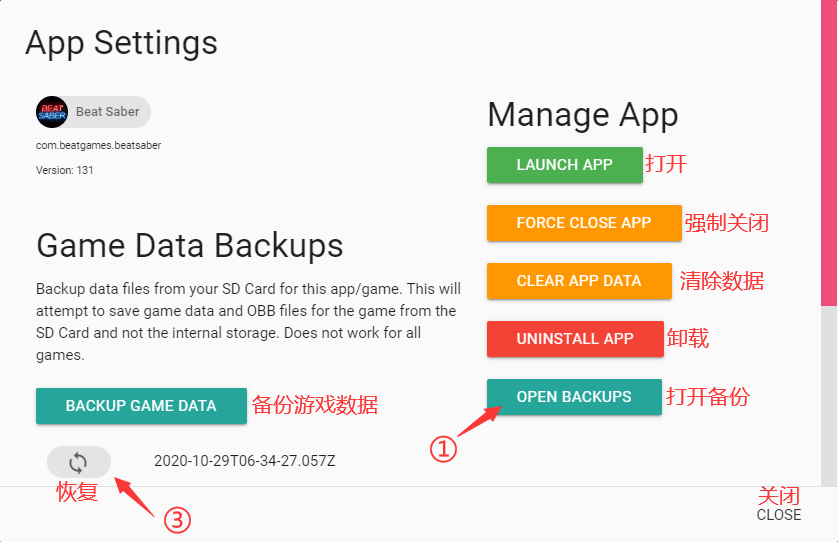 App Settings
BEAT SABER
Beat Saber
com.beatgames.beatsaber
Version: 131
Game Data Backups
Backup data files from your SD Card for this app/game. This will
attempt to save game data and OBB files for the game from the
SD Card and not the internal storage. Does not work for all
games.
BACKUP GAME DATA 备份游戏数据
2020-10-29T06-34-27.057Z
恢复
③
Manage App
LAUNCH APP 打开
FORCE CLOSE APP 强制关闭
CLEAR APP DATA 清除数据
UNINSTALL APP 卸载
OPEN BACKUPS 打开备份
①
关闭
CLOSE